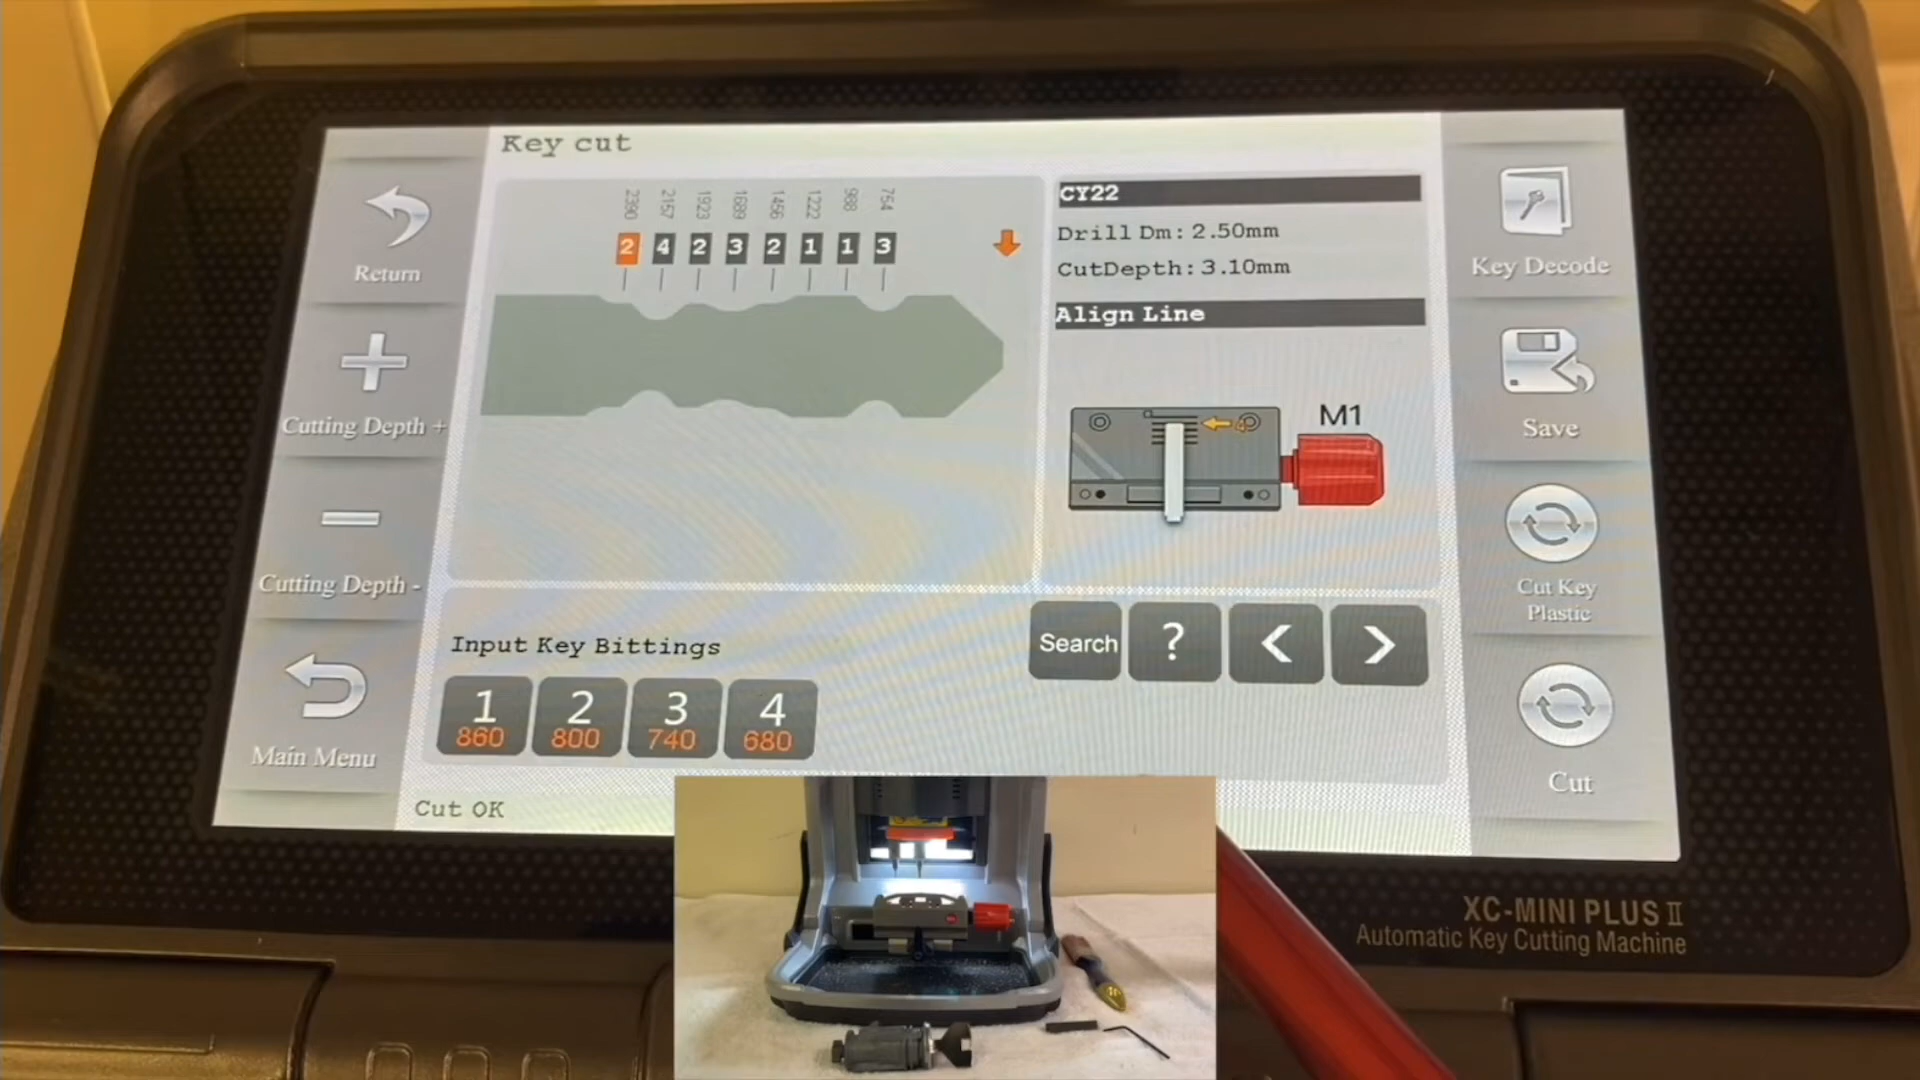 Key cut
2390 2157 1923 1689 1456 1222 988 754
2 4 2 3 2 1 1 3
CY22
Drill Dm: 2.50mm
CutDepth: 3.10mm
Align Line
M1
4
Return
Cutting Depth +
Cutting Depth -
Main Menu
Key Decode
Save
Cut Key
Plastic
Cut
Input Key Bittings
Search ? < >
1 2 3 4
860 800 740 680
Cut OK
XC-MINI PLUS II
Automatic Key Cutting Machine